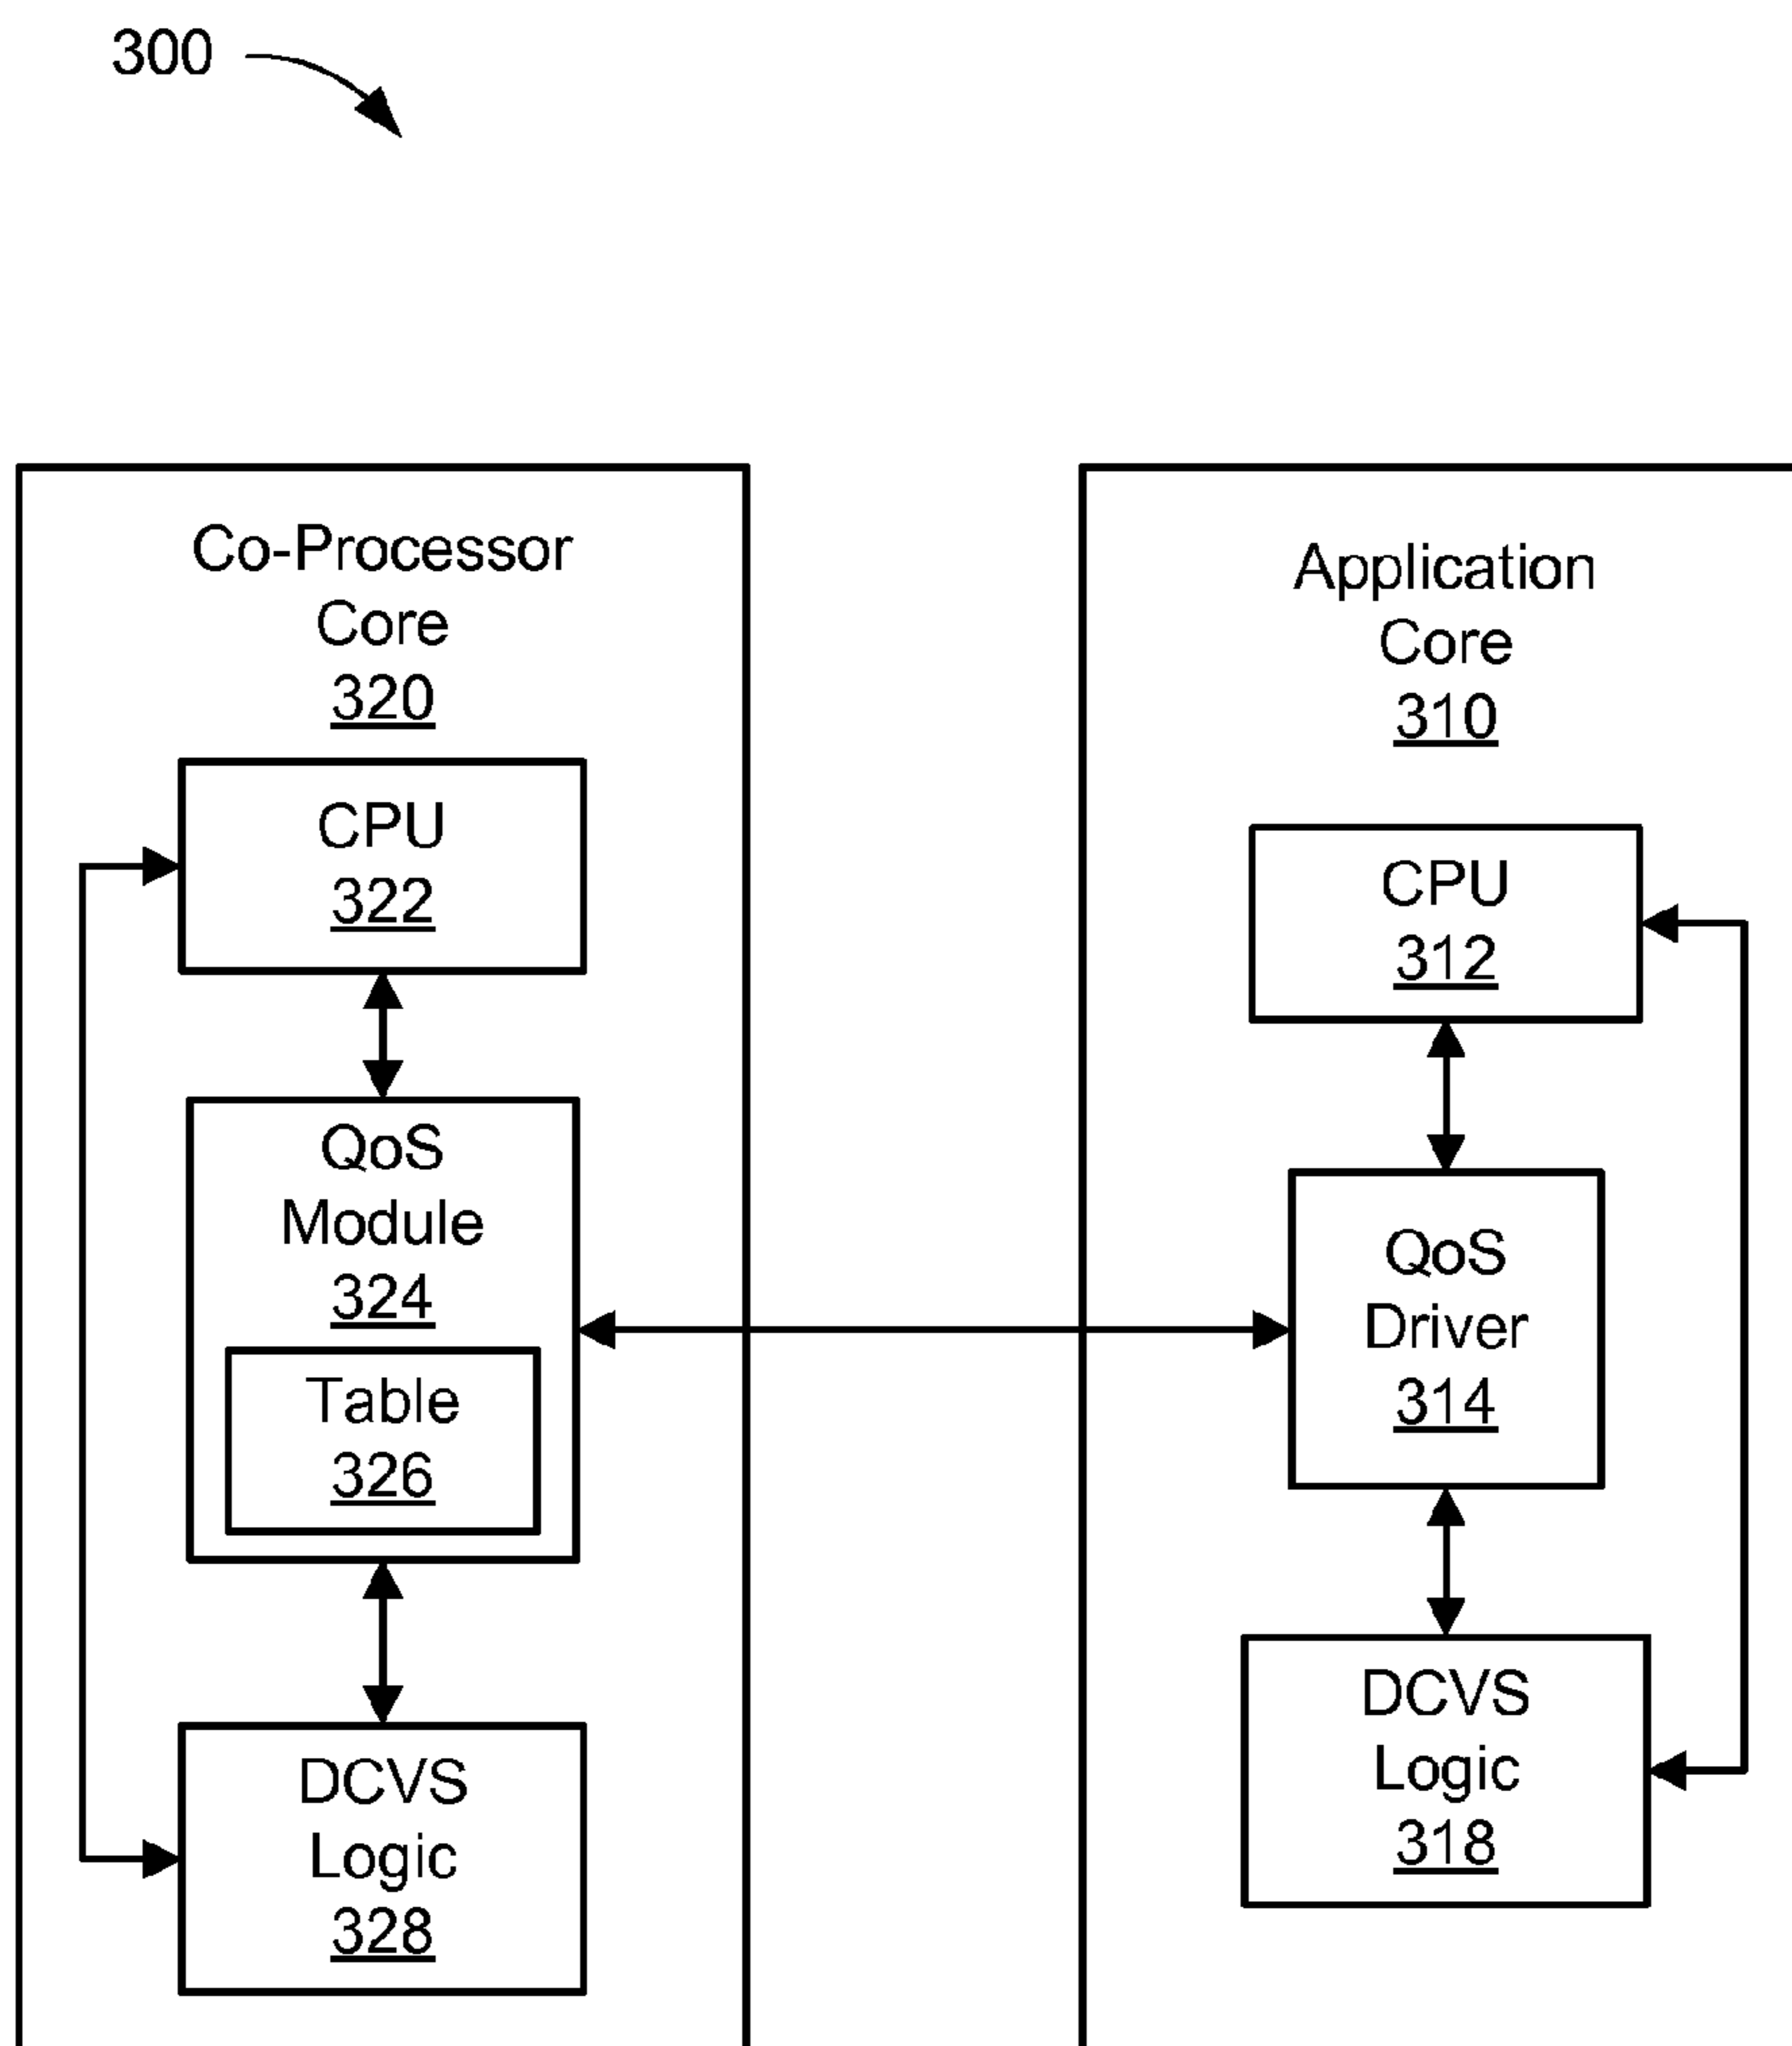 300
Co-Processor
Core
320
CPU
322
QoS
Module
324
Table
326
DCVS
Logic
328
Application
Core
310
CPU
312
QoS
Driver
314
DCVS
Logic
318